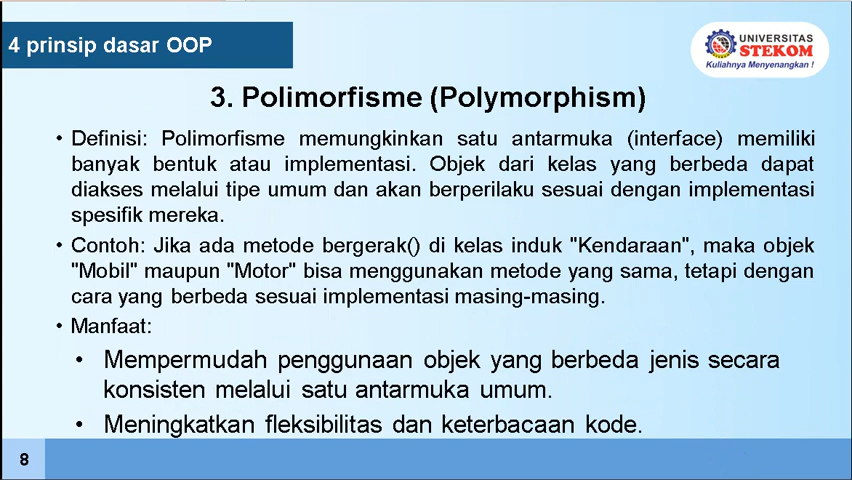 4 prinsip dasar OOP
UNIVERSITAS
STEKOM
Kuliahnya Menyenangkan !
3. Polimorfisme (Polymorphism)
• Definisi: Polimorfisme memungkinkan satu antarmuka (interface) memiliki
banyak bentuk atau implementasi. Objek dari kelas yang berbeda dapat
diakses melalui tipe umum dan akan berperilaku sesuai dengan implementasi
spesifik mereka.
• Contoh: Jika ada metode bergerak() di kelas induk "Kendaraan", maka objek
"Mobil" maupun "Motor" bisa menggunakan metode yang sama, tetapi dengan
cara yang berbeda sesuai implementasi masing-masing.
• Manfaat:
• Mempermudah penggunaan objek yang berbeda jenis secara
konsisten melalui satu antarmuka umum.
• Meningkatkan fleksibilitas dan keterbacaan kode.
8